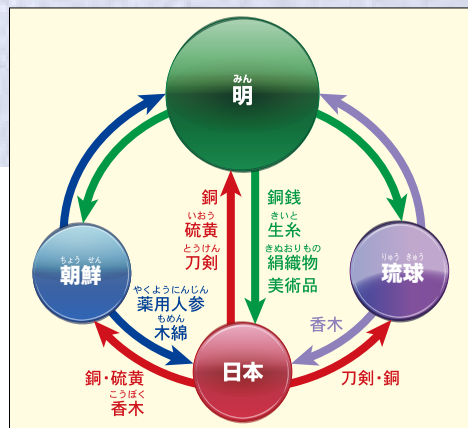 みん
明
銅
いおう
硫黄
とうけん
刀剣
銅銭
きいと
生糸
きぬおりもの
絹織物
美術品
ちょう せん
朝鮮
りゅう きゅう
琉球
やくようにんじん
薬用人参
もめん
木綿
香木
日本
銅・硫黄
こうぼく
香木
刀剣・銅